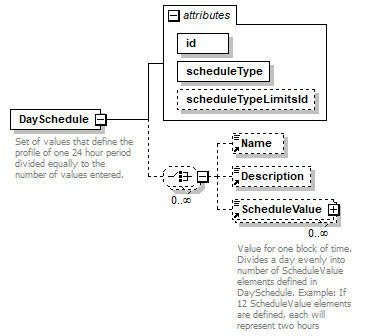 attributes
id
scheduleType
scheduleTypeLimitsId
DaySchedule
Set of values that define the
profile of one 24 hour period
divided equally to the
number of values entered.
0..∞
Name
Description
ScheduleValue
0..∞
Value for one block of time.
Divides a day evenly into
number of ScheduleValue
elements defined in
DaySchedule. Example: If
12 ScheduleValue elements
are defined, each will
represent two hours